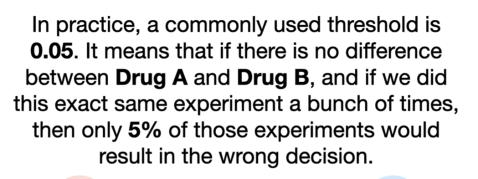 In practice, a commonly used threshold is
0.05. It means that if there is no difference
between Drug A and Drug B, and if we did
this exact same experiment a bunch of times,
then only 5% of those experiments would
result in the wrong decision.